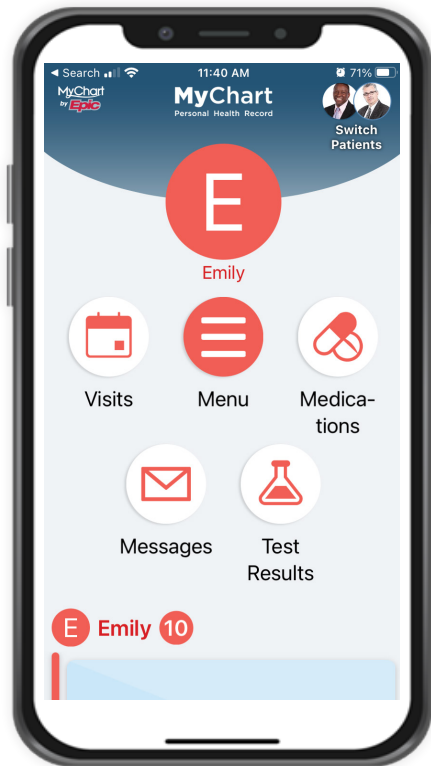 Search 11:40 AM 71%
MyChart
by Epic
MyChart
Personal Health Record
Switch
Patients
E
Emily
Visits
Menu
Medica-
tions
Messages
Test
Results
E Emily 10